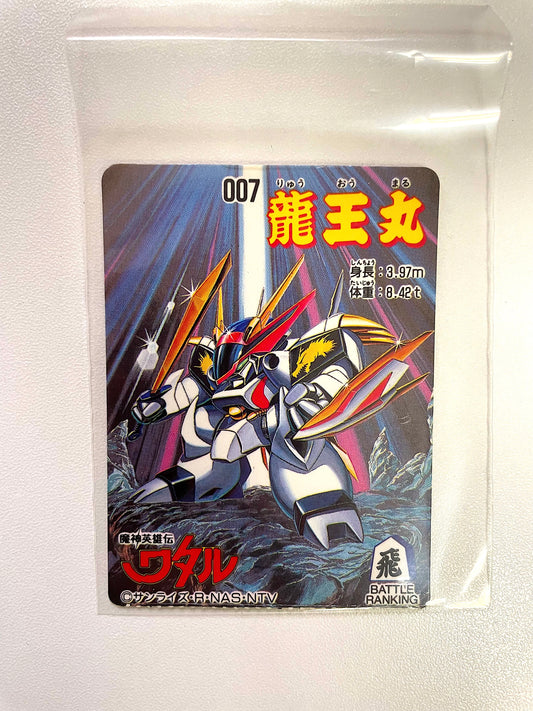 007
りゅう おう まる
龍王丸
しんちょう
身長:3.97m
たいじゅう
体重:8.42t
魔神英雄伝
ワタル
©サンライズ・R・NAS・NTV
飛
BATTLE
RANKING